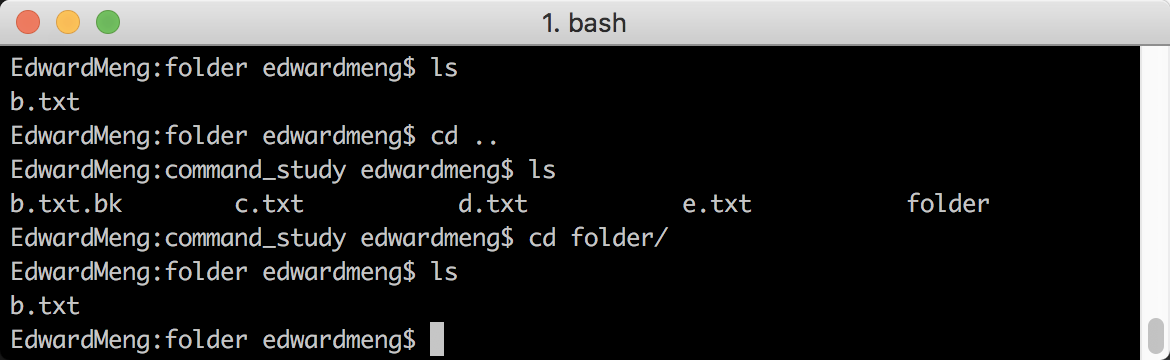 1. bash
EdwardMeng:folder edwardmeng$ ls
b.txt
EdwardMeng:folder edwardmeng$ cd ..
EdwardMeng:command_study edwardmeng$ ls
b.txt.bk c.txt d.txt e.txt folder
EdwardMeng:command_study edwardmeng$ cd folder/
EdwardMeng:folder edwardmeng$ ls
b.txt
EdwardMeng:folder edwardmeng$